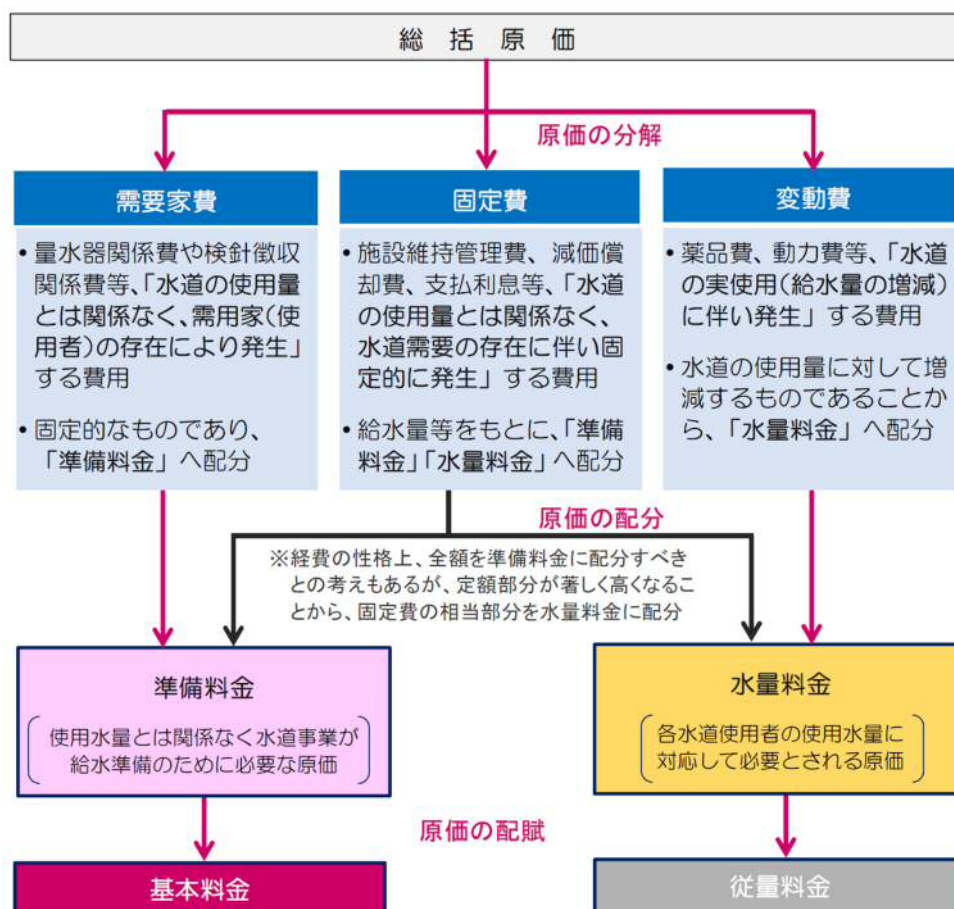 総括原価
原価の分解
需要家費
• 量水器関係費や検針徴収
関係費等、「水道の使用量
とは関係なく、需用家(使
用者)の存在により発生」
する費用
• 固定的なものであり、
「準備料金」へ配分
固定費
• 施設維持管理費、減価償
却費、支払利息等、「水道
の使用量とは関係なく、
水道需要の存在に伴い固
定的に発生」する費用
• 給水量等をもとに、「準備
料金」「水量料金」へ配分
変動費
• 薬品費、動力費等、「水道
の実使用(給水量の増減)
に伴い発生」する費用
• 水道の使用量に対して増
減するものであることか
ら、「水量料金」へ配分
原価の配分
※経費の性格上、全額を準備料金に配分すべき
との考えもあるが、定額部分が著しく高くなるこ
とから、固定費の相当部分を水量料金に配分
準備料金
使用水量とは関係なく水道事業が
給水準備のために必要な原価
水量料金
各水道使用者の使用水量に
対応して必要とされる原価
原価の配賦
基本料金
従量料金